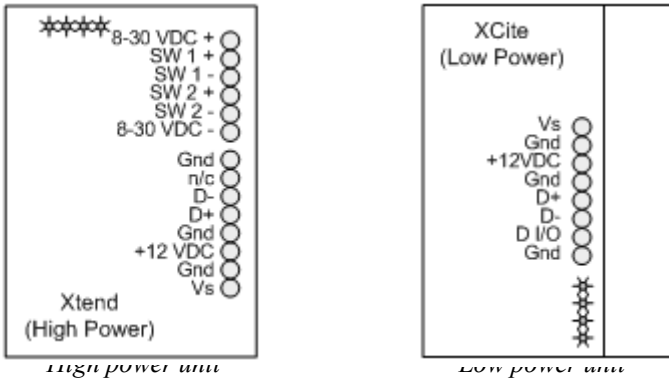 8-30 VDC +
SW 1 +
SW 1 -
SW 2 +
SW 2 -
8-30 VDC -
Gnd
n/c
D-
D+
Gnd
+12 VDC
Gnd
Vs
Xtend
(High Power)
High power unit
XCite
(Low Power)
Vs
Gnd
+12VDC
Gnd
D+
D-
D I/O
Gnd
Low power unit